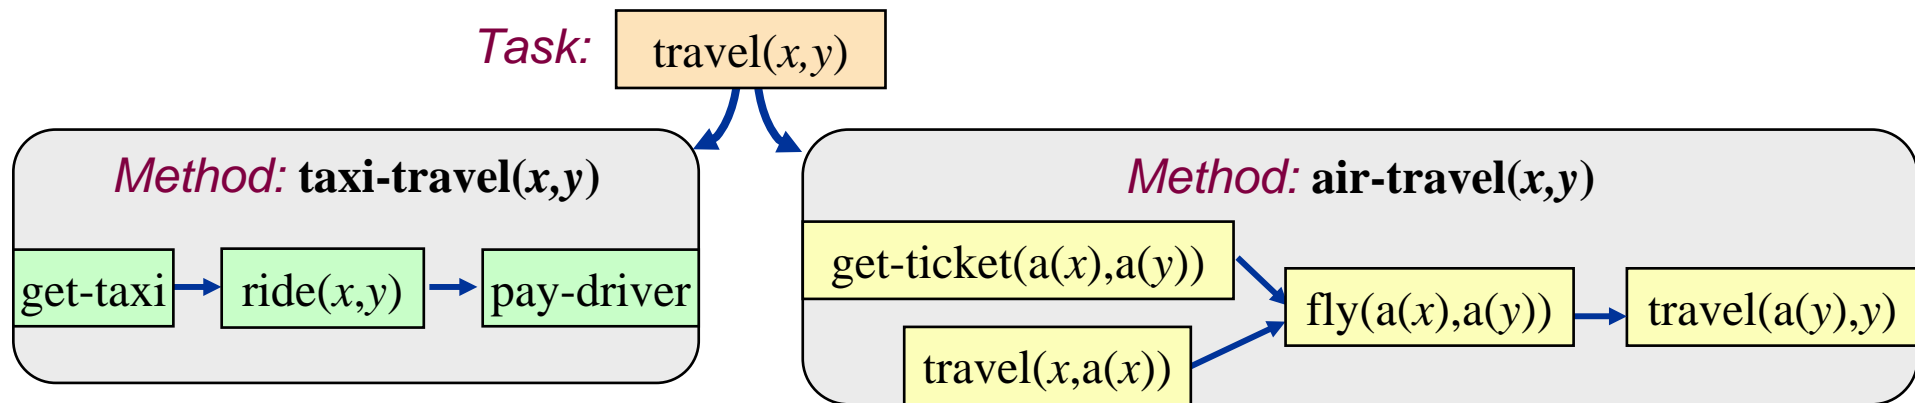 Task: travel(x,y)
Method: taxi-travel(x,y)
get-taxi ride(x,y) pay-driver
Method: air-travel(x,y)
get-ticket(a(x),a(y))
fly(a(x),a(y)) travel(a(y),y)
travel(x,a(x))